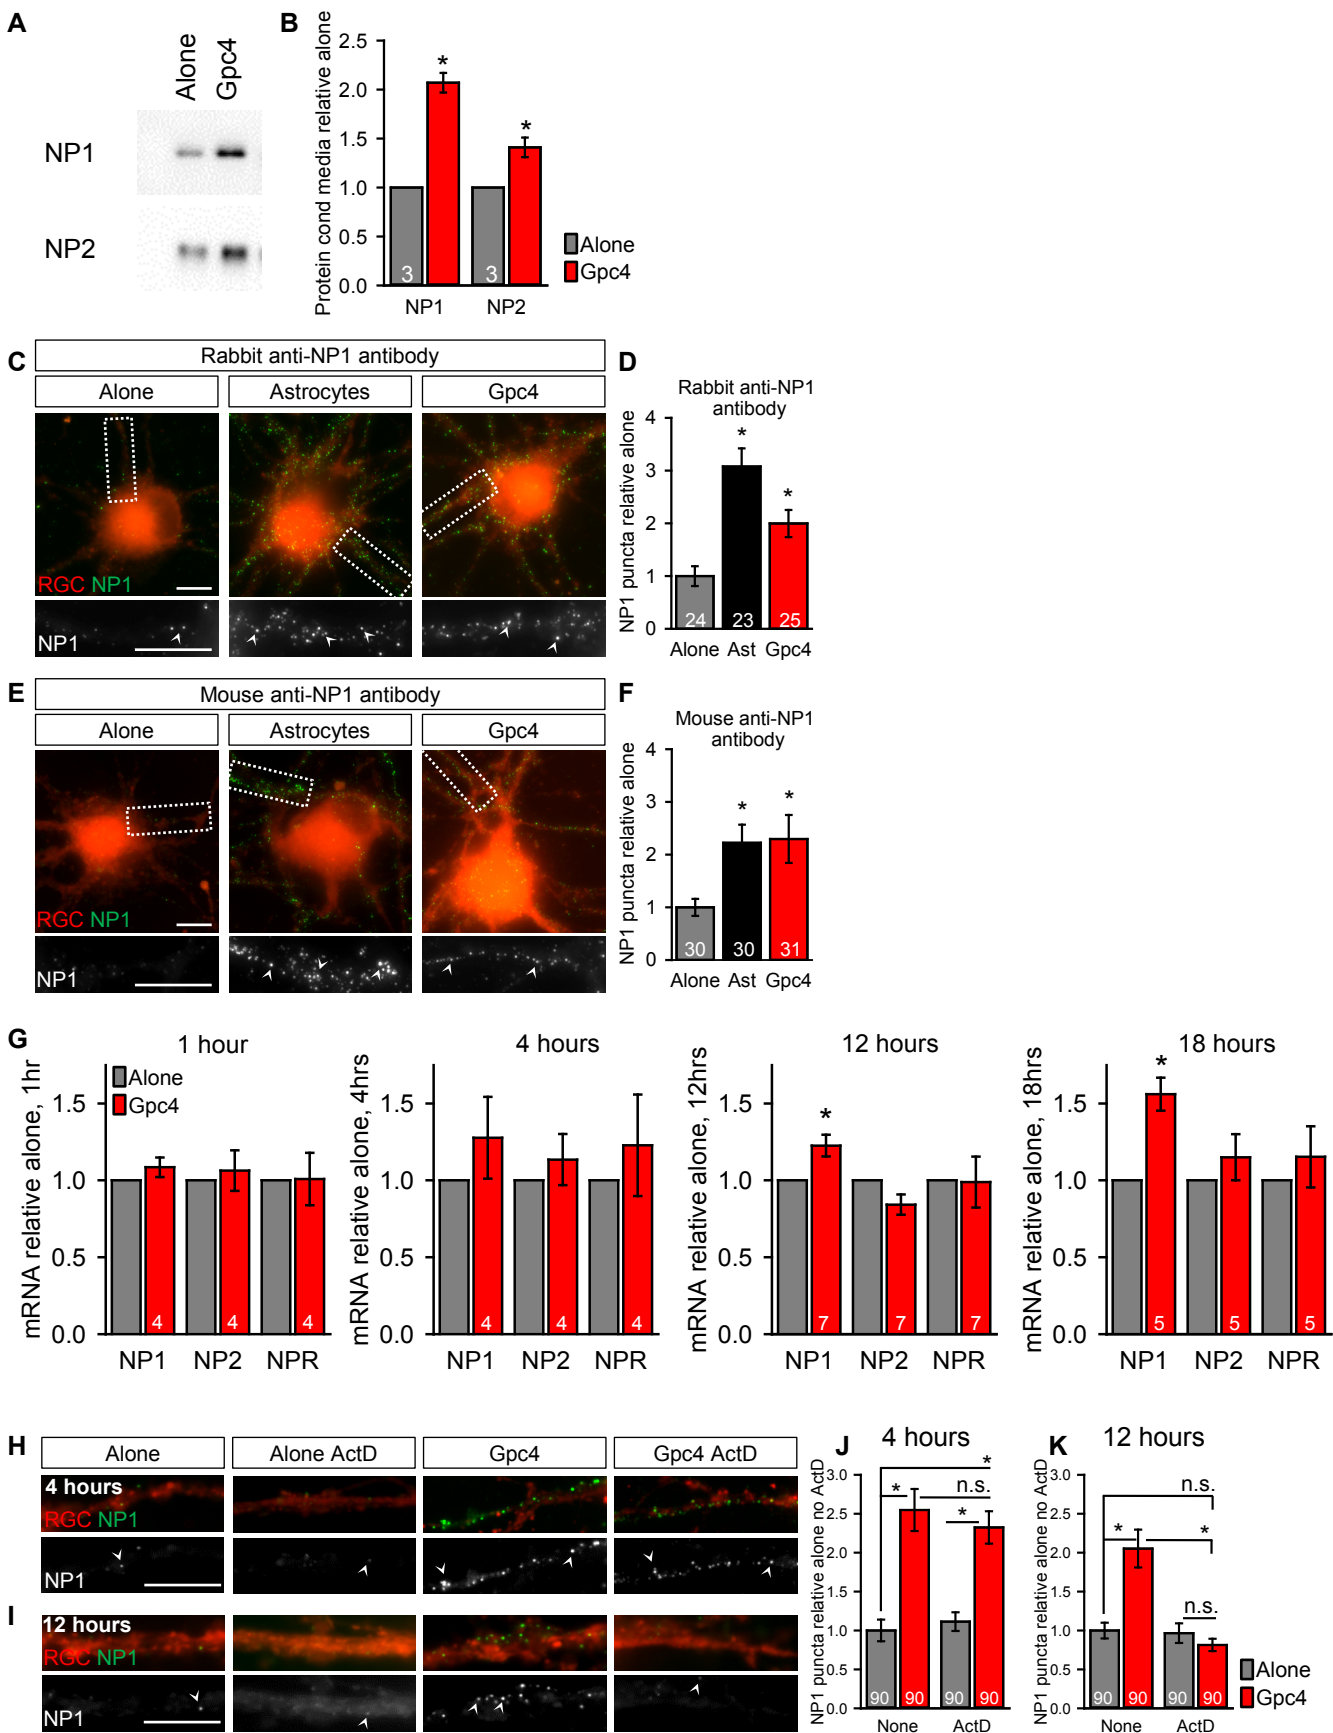 A
Alone
Gpc4
NP1
NP2
B
Protein cond media relative alone
2.5
2.0
1.5
1.0
0.5
0.0
*
*
3
3
NP1
NP2
Alone
Gpc4
C
Rabbit anti-NP1 antibody
Alone
Astrocytes
Gpc4
RGC NP1
NP1
D
Rabbit anti-NP1
antibody
NP1 puncta relative alone
4
3
2
1
0
*
*
24
23
25
Alone
Ast
Gpc4
E
Mouse anti-NP1 antibody
Alone
Astrocytes
Gpc4
RGC NP1
NP1
F
Mouse anti-NP1
antibody
NP1 puncta relative alone
4
3
2
1
0
*
*
30
30
31
Alone
Ast
Gpc4
G
1 hour
mRNA relative alone, 1hr
1.5
1.0
0.5
0.0
Alone
Gpc4
4
4
4
NP1
NP2
NPR
4 hours
mRNA relative alone, 4hrs
1.5
1.0
0.5
0.0
4
4
4
NP1
NP2
NPR
12 hours
mRNA relative alone, 12hrs
1.5
1.0
0.5
0.0
*
7
7
7
NP1
NP2
NPR
18 hours
mRNA relative alone, 18hrs
1.5
1.0
0.5
0.0
*
5
5
5
NP1
NP2
NPR
H
Alone
Alone ActD
Gpc4
Gpc4 ActD
4 hours
RGC NP1
NP1
I
12 hours
RGC NP1
NP1
J
4 hours
NP1 puncta relative alone no ActD
3.0
2.5
2.0
1.5
1.0
0.5
0.0
*
n.s.
*
*
90
90
90
90
None
ActD
K
12 hours
NP1 puncta relative alone no ActD
3.0
2.5
2.0
1.5
1.0
0.5
0.0
n.s.
*
*
n.s.
90
90
90
90
None
ActD
Alone
Gpc4